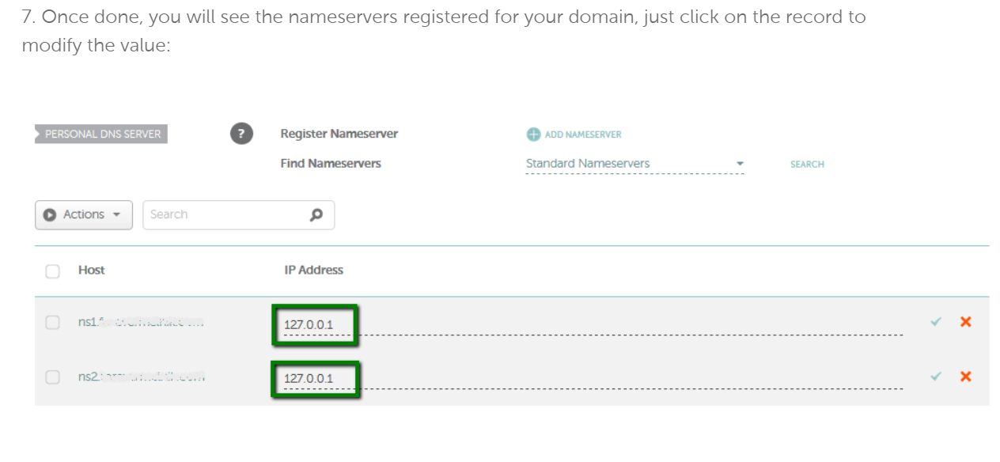 7. Once done, you will see the nameservers registered for your domain, just click on the record to
modify the value:
PERSONAL DNS SERVER
?
Register Nameserver
ADD NAMESERVER
Find Nameservers
Standard Nameservers
SEARCH
Actions
Search
Host
IP Address
ns1.
127.0.0.1
ns2.
127.0.0.1